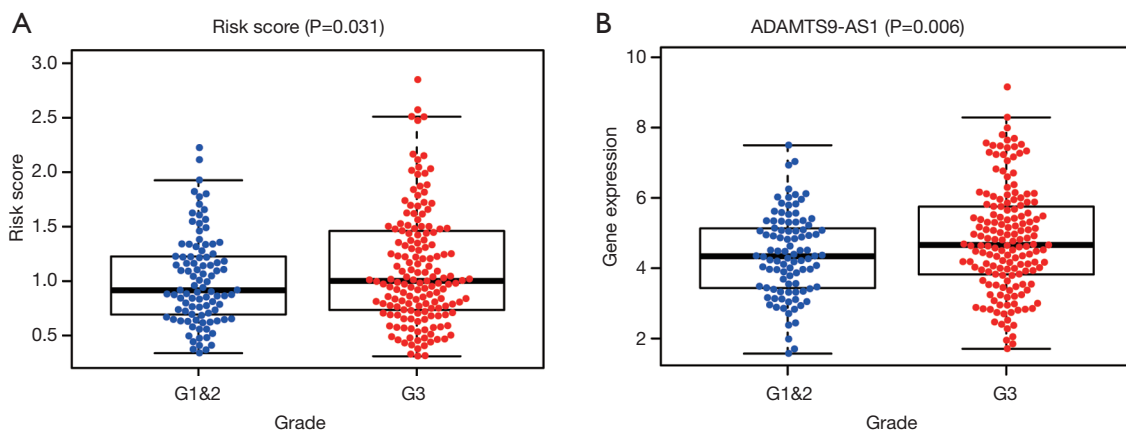 A
Risk score (P=0.031)
3.0
2.5
2.0
1.5
1.0
0.5
Risk score
G1&2
G3
Grade
B
ADAMTS9-AS1 (P=0.006)
10
8
6
4
2
Gene expression
G1&2
G3
Grade